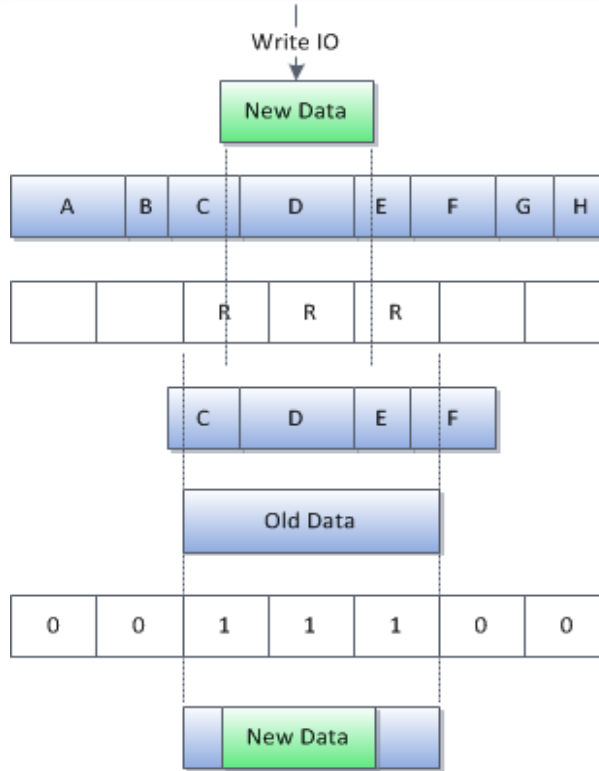 Write IO
New Data
A B C D E F G H
R R R
C D E F
Old Data
0 0 1 1 1 0 0
New Data